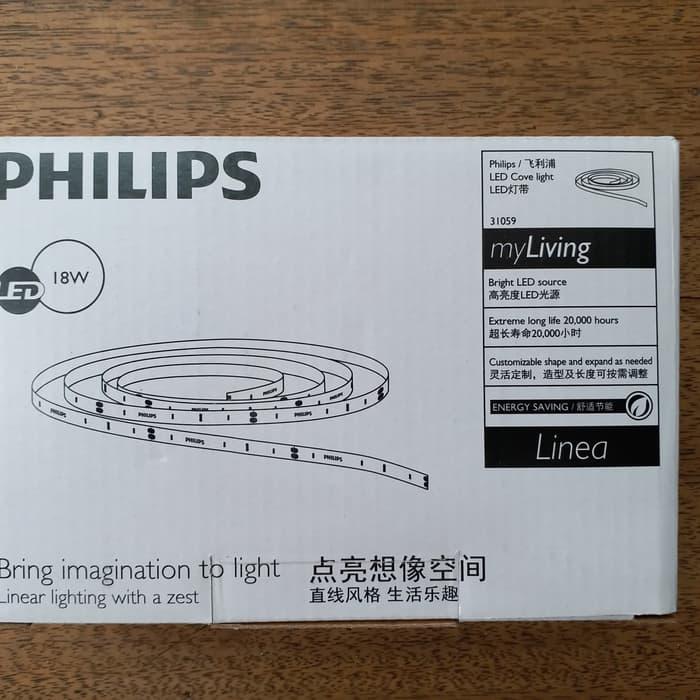 PHILIPS
LED
18W
PHILIPS
PHILIPS
PHILIPS
PHILIPS
PHILIPS
PHILIPS
PHILIPS
Bring imagination to light
Linear lighting with a zest
点亮想像空间
直线风格 生活乐趣
Philips / 飞利浦
LED Cove light
LED灯带
31059
myLiving
Bright LED source
高亮度LED光源
Extreme long life 20,000 hours
超长寿命20,000小时
Customizable shape and expand as needed
灵活定制，造型及长度可按需调整
ENERGY SAVING / 舒适节能
Linea